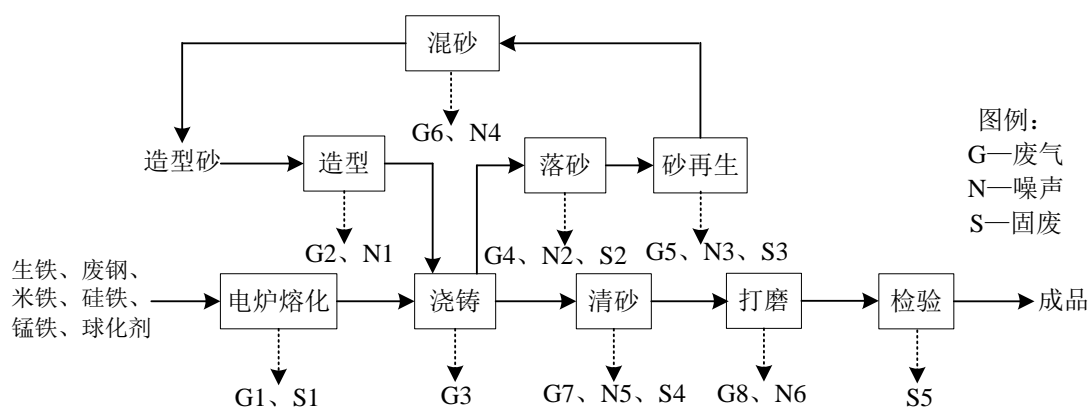 混砂
G6、N4
图例：
G—废气
N—噪声
S—固废
造型砂
造型
落砂
砂再生
G2、N1
G4、N2、S2
G5、N3、S3
生铁、废钢、
米铁、硅铁、
锰铁、球化剂
电炉熔化
浇铸
清砂
打磨
检验
成品
G1、S1
G3
G7、N5、S4
G8、N6
S5